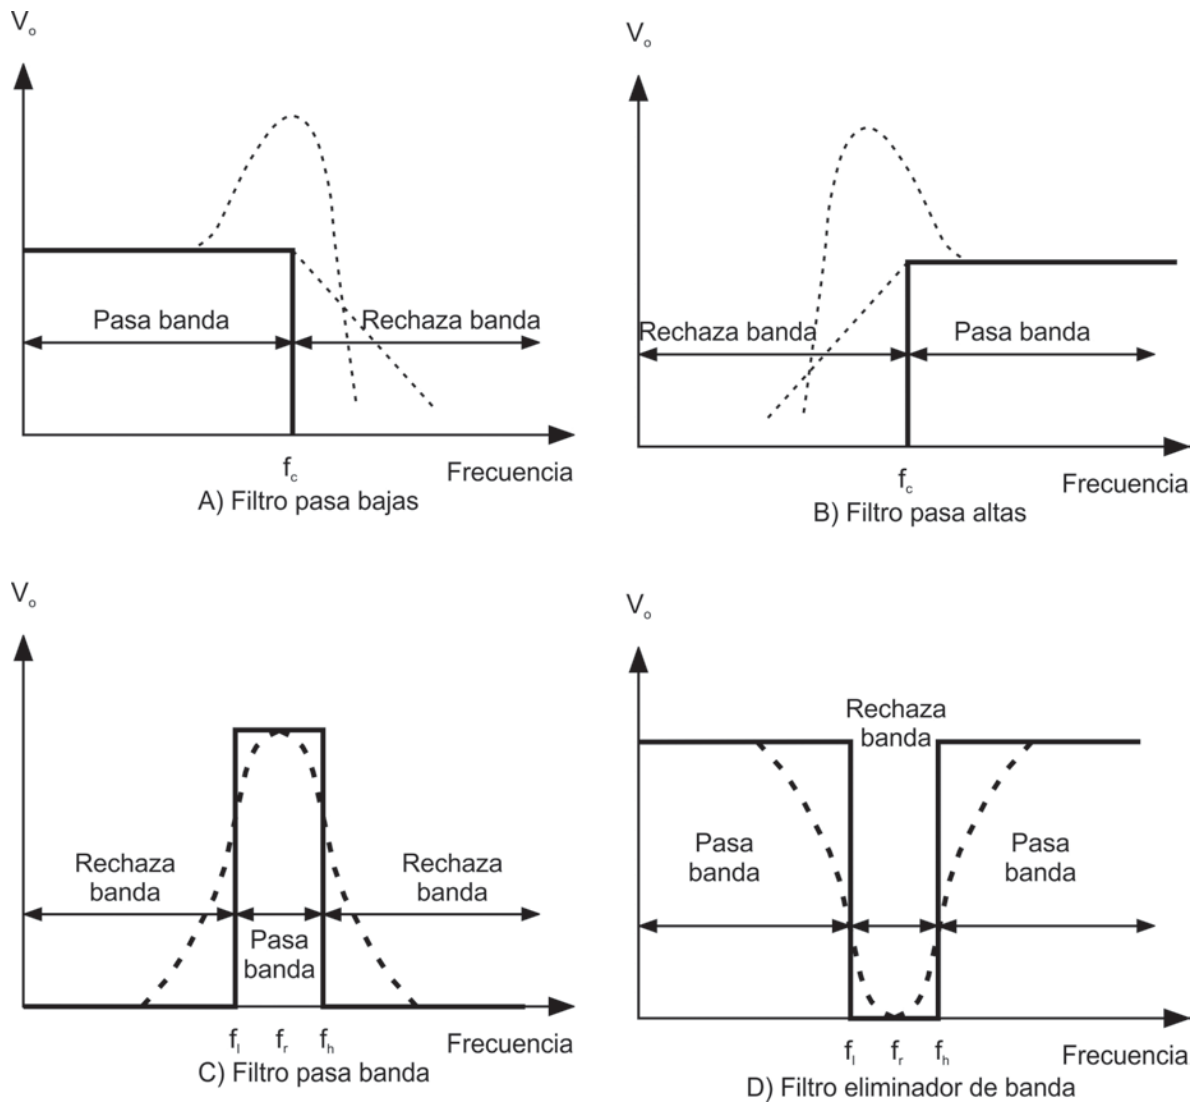 Vo
Pasa banda
Rechaza banda
fc
Frecuencia
A) Filtro pasa bajas
Vo
Rechaza banda
Pasa banda
fc
Frecuencia
B) Filtro pasa altas
Vo
Rechaza
banda
Pasa
banda
Rechaza
banda
fl
fr
fh
Frecuencia
C) Filtro pasa banda
Vo
Rechaza
banda
Pasa
banda
Pasa
banda
fl
fr
fh
Frecuencia
D) Filtro eliminador de banda